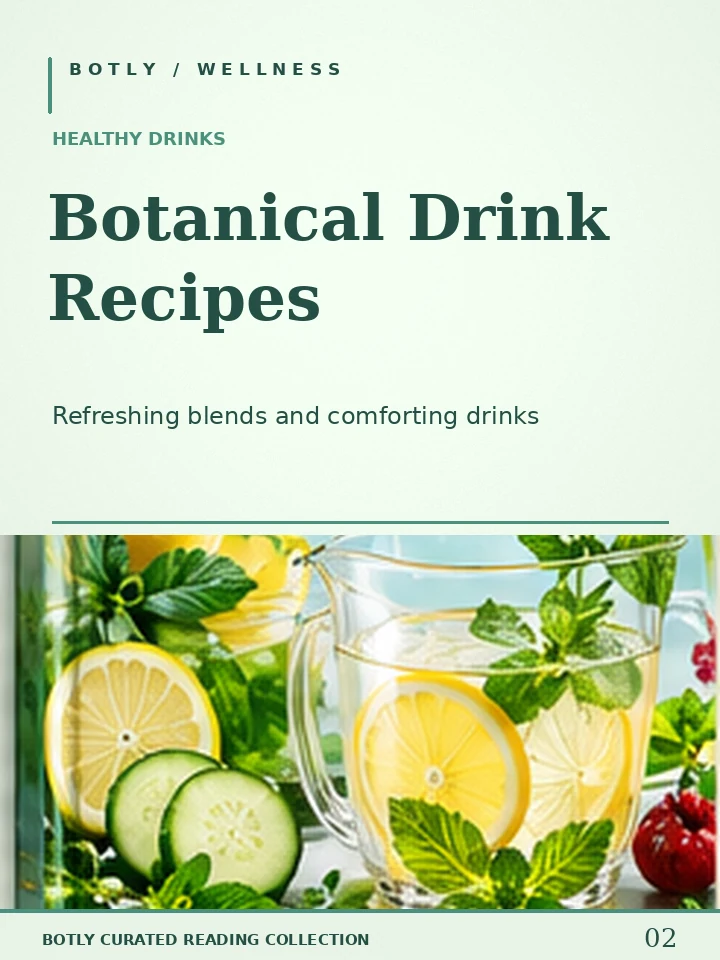 BOTLY / WELLNESS
HEALTHY DRINKS
Botanical Drink
Recipes
Refreshing blends and comforting drinks
BOTLY CURATED READING COLLECTION
02